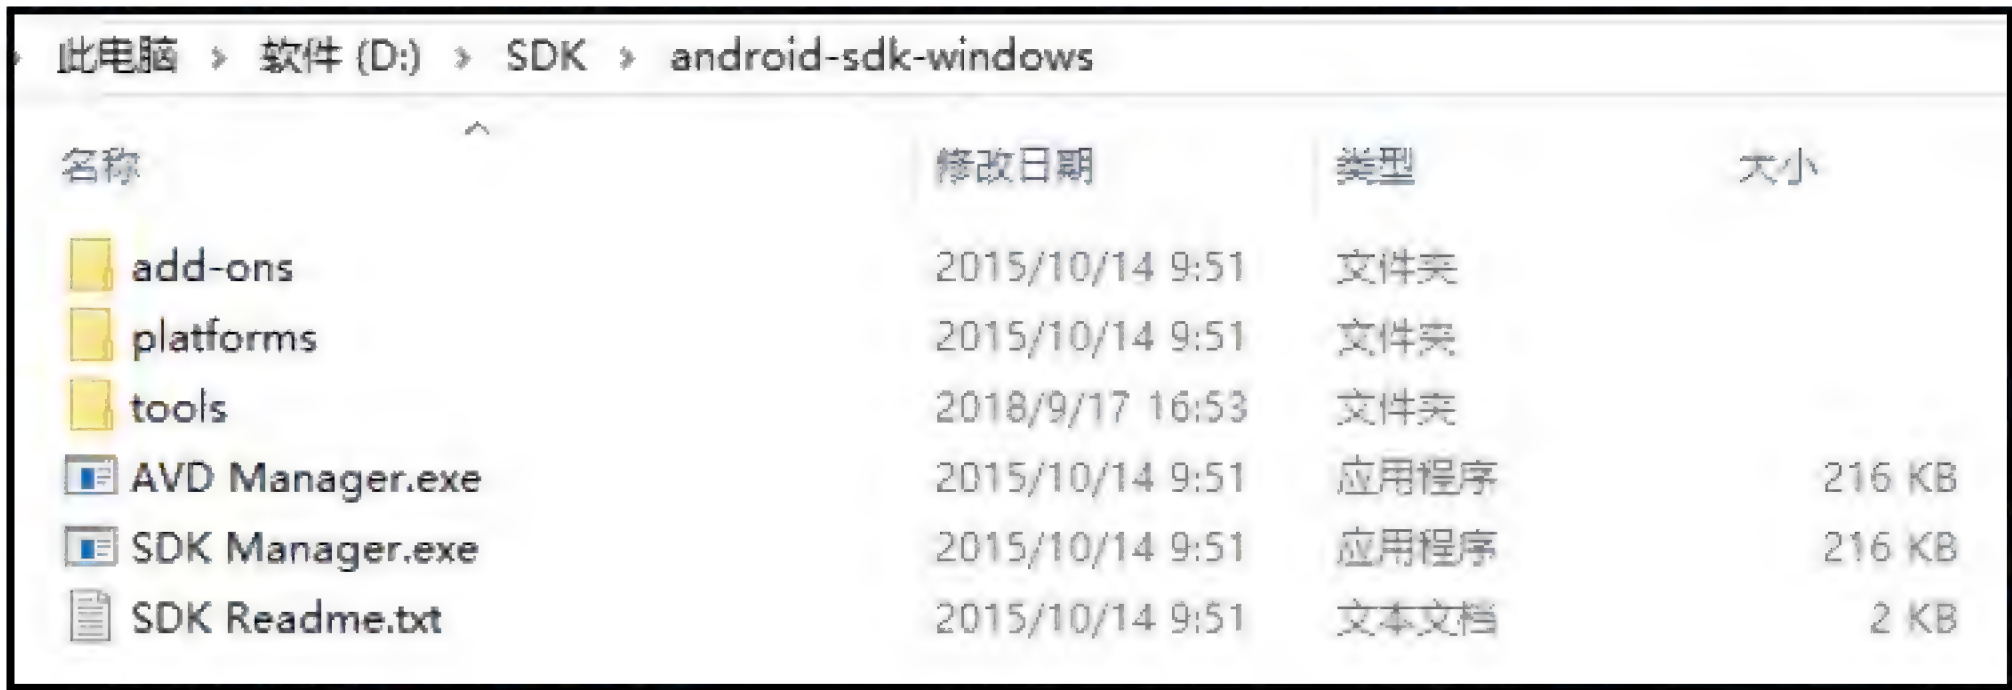 此电脑 > 软件 (D:) > SDK > android-sdk-windows
名称 修改日期 类型 大小
add-ons 2015/10/14 9:51 文件夹
platforms 2015/10/14 9:51 文件夹
tools 2018/9/17 16:53 文件夹
AVD Manager.exe 2015/10/14 9:51 应用程序 216 KB
SDK Manager.exe 2015/10/14 9:51 应用程序 216 KB
SDK Readme.txt 2015/10/14 9:51 文本文档 2 KB